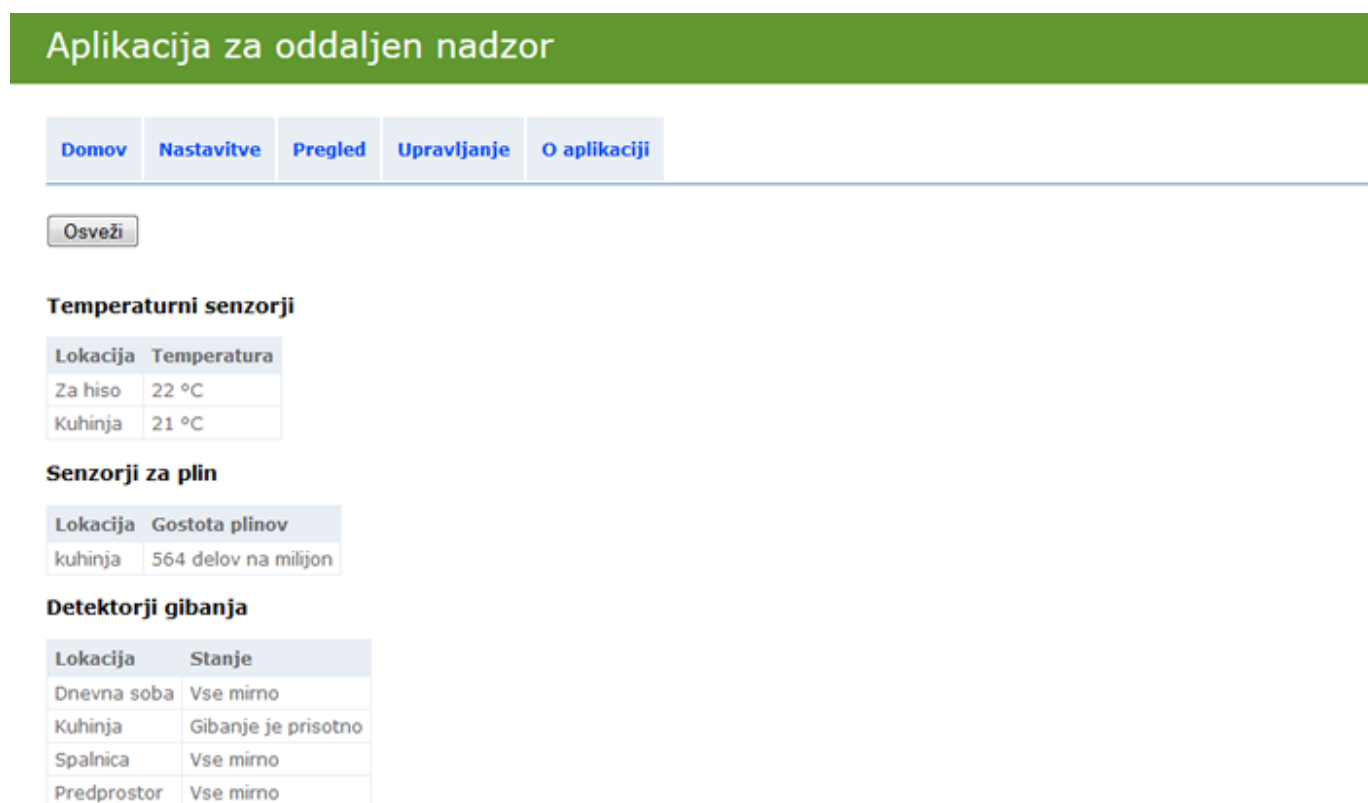 Aplikacija za oddaljen nadzor
Domov Nastavitve Pregled Upravljanje O aplikaciji
Osveži
Temperaturni senzorji
Lokacija Temperatura
Za hiso 22 °C
Kuhinja 21 °C
Senzorji za plin
Lokacija Gostota plinov
kuhinja 564 delov na milijon
Detektorji gibanja
Lokacija Stanje
Dnevna soba Vse mirno
Kuhinja Gibanje je prisotno
Spalnica Vse mirno
Predprostor Vse mirno